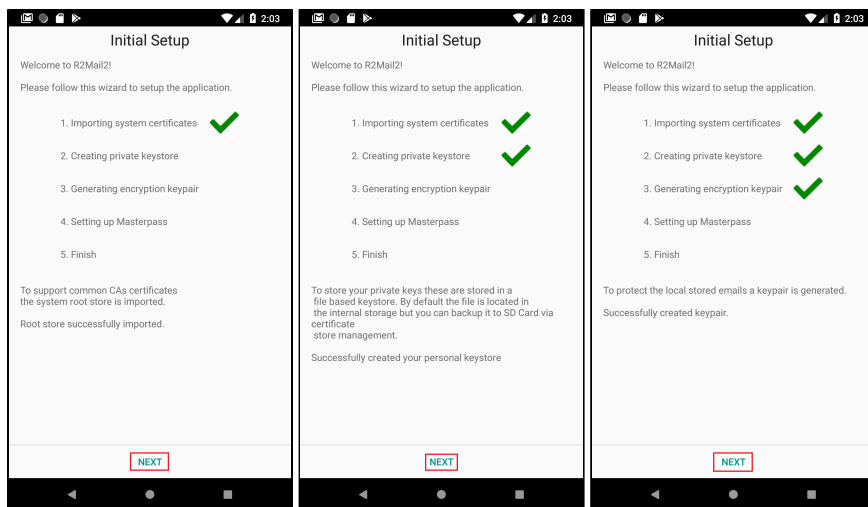 2:03
Initial Setup
Welcome to R2Mail2!
Please follow this wizard to setup the application.
1. Importing system certificates
2. Creating private keystore
3. Generating encryption keypair
4. Setting up Masterpass
5. Finish
To support common CAs certificates
the system root store is imported.
Root store successfully imported.
NEXT
2:03
Initial Setup
Welcome to R2Mail2!
Please follow this wizard to setup the application.
1. Importing system certificates
2. Creating private keystore
3. Generating encryption keypair
4. Setting up Masterpass
5. Finish
To store your private keys these are stored in a
file based keystore. By default the file is located in
the internal storage but you can backup it to SD Card via
certificate
store management.
Successfully created your personal keystore
NEXT
2:03
Initial Setup
Welcome to R2Mail2!
Please follow this wizard to setup the application.
1. Importing system certificates
2. Creating private keystore
3. Generating encryption keypair
4. Setting up Masterpass
5. Finish
To protect the local stored emails a keypair is generated.
Successfully created keypair.
NEXT